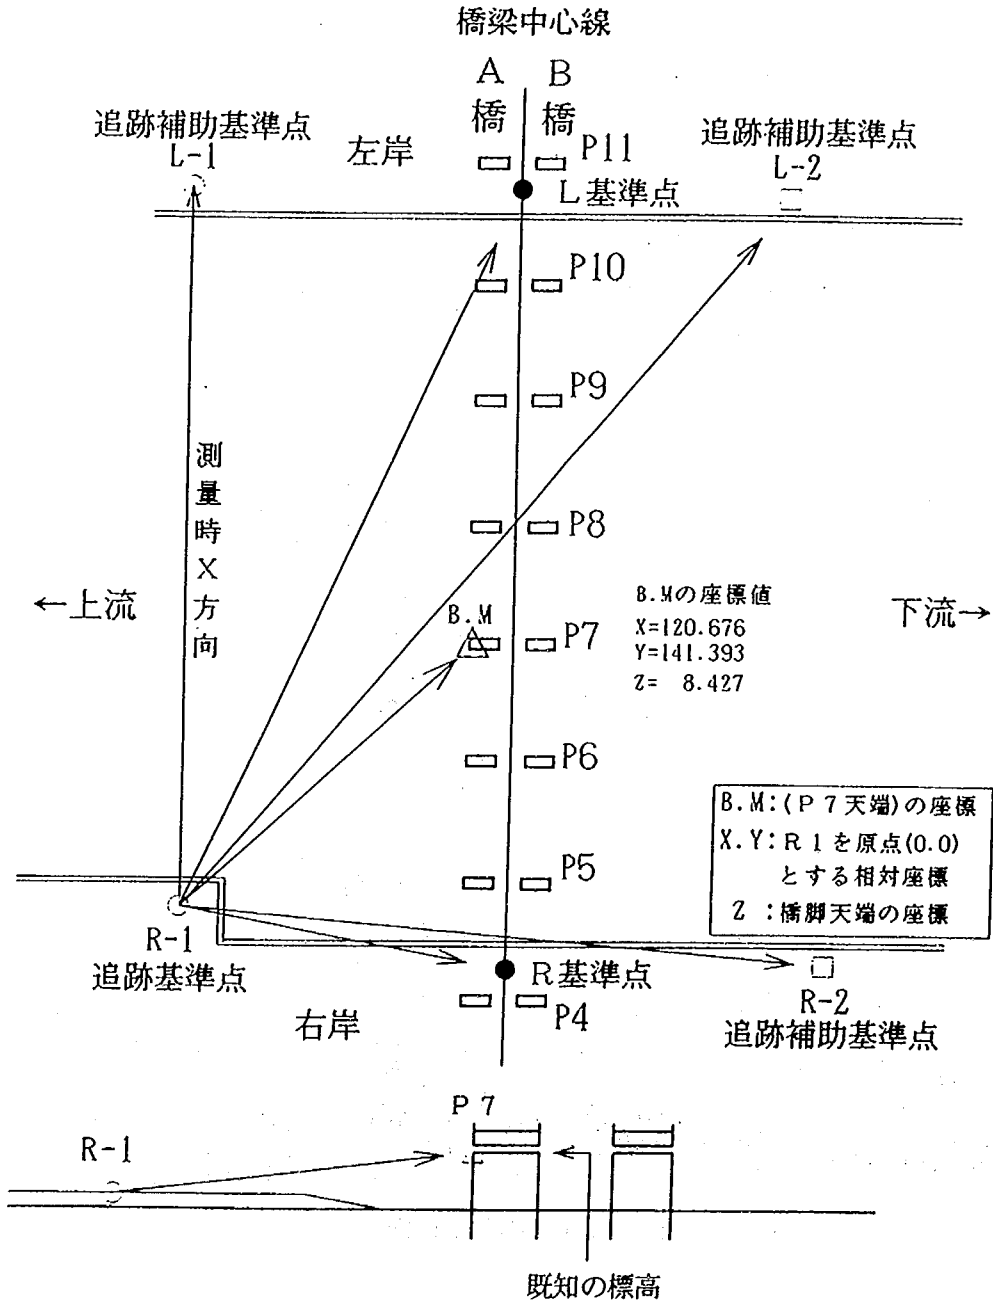 橋梁中心線
A橋
B橋
追跡補助基準点
L-1
左岸
P11
追跡補助基準点
L-2
L基準点
P10
P9
測量時X方向
P8
←上流
B.M
P7
B.Mの座標値
X=120.676
Y=141.393
Z= 8.427
下流→
P6
B.M:(P7天端)の座標
X.Y:R1を原点(0.0)
とする相対座標
Z :橋脚天端の座標
P5
R-1
追跡基準点
R基準点
P4
R-2
追跡補助基準点
右岸
P7
R-1
既知の標高